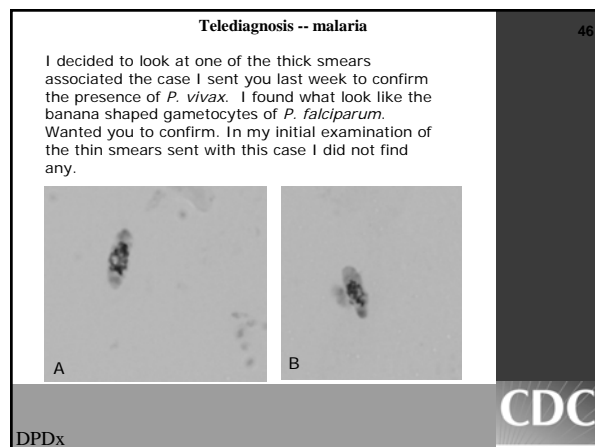 Telediagnosis -- malaria
46
I decided to look at one of the thick smears
associated the case I sent you last week to confirm
the presence of P. vivax. I found what look like the
banana shaped gametocytes of P. falciparum.
Wanted you to confirm. In my initial examination of
the thin smears sent with this case I did not find
any.
A
B
DPDx
CDC